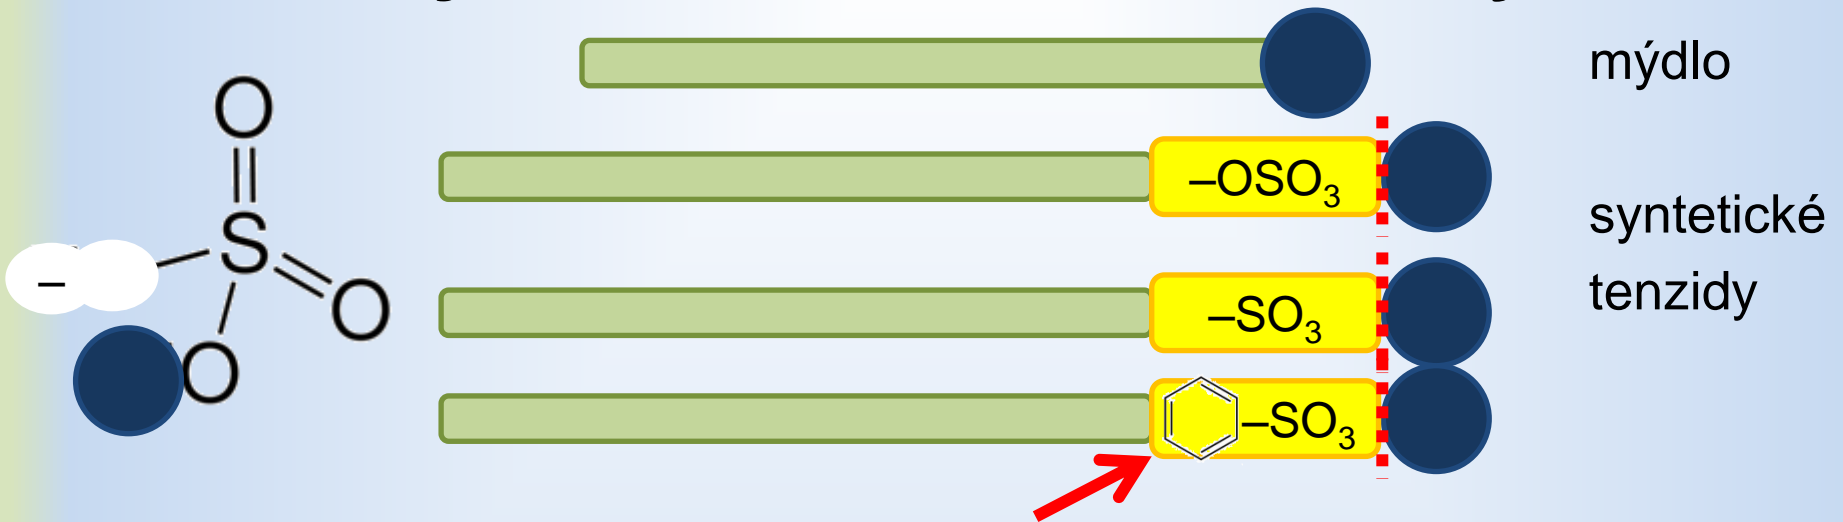 mýdlo
–OSO₃
syntetické
–SO₃
tenzidy
–SO₃
O
S
O
–
O